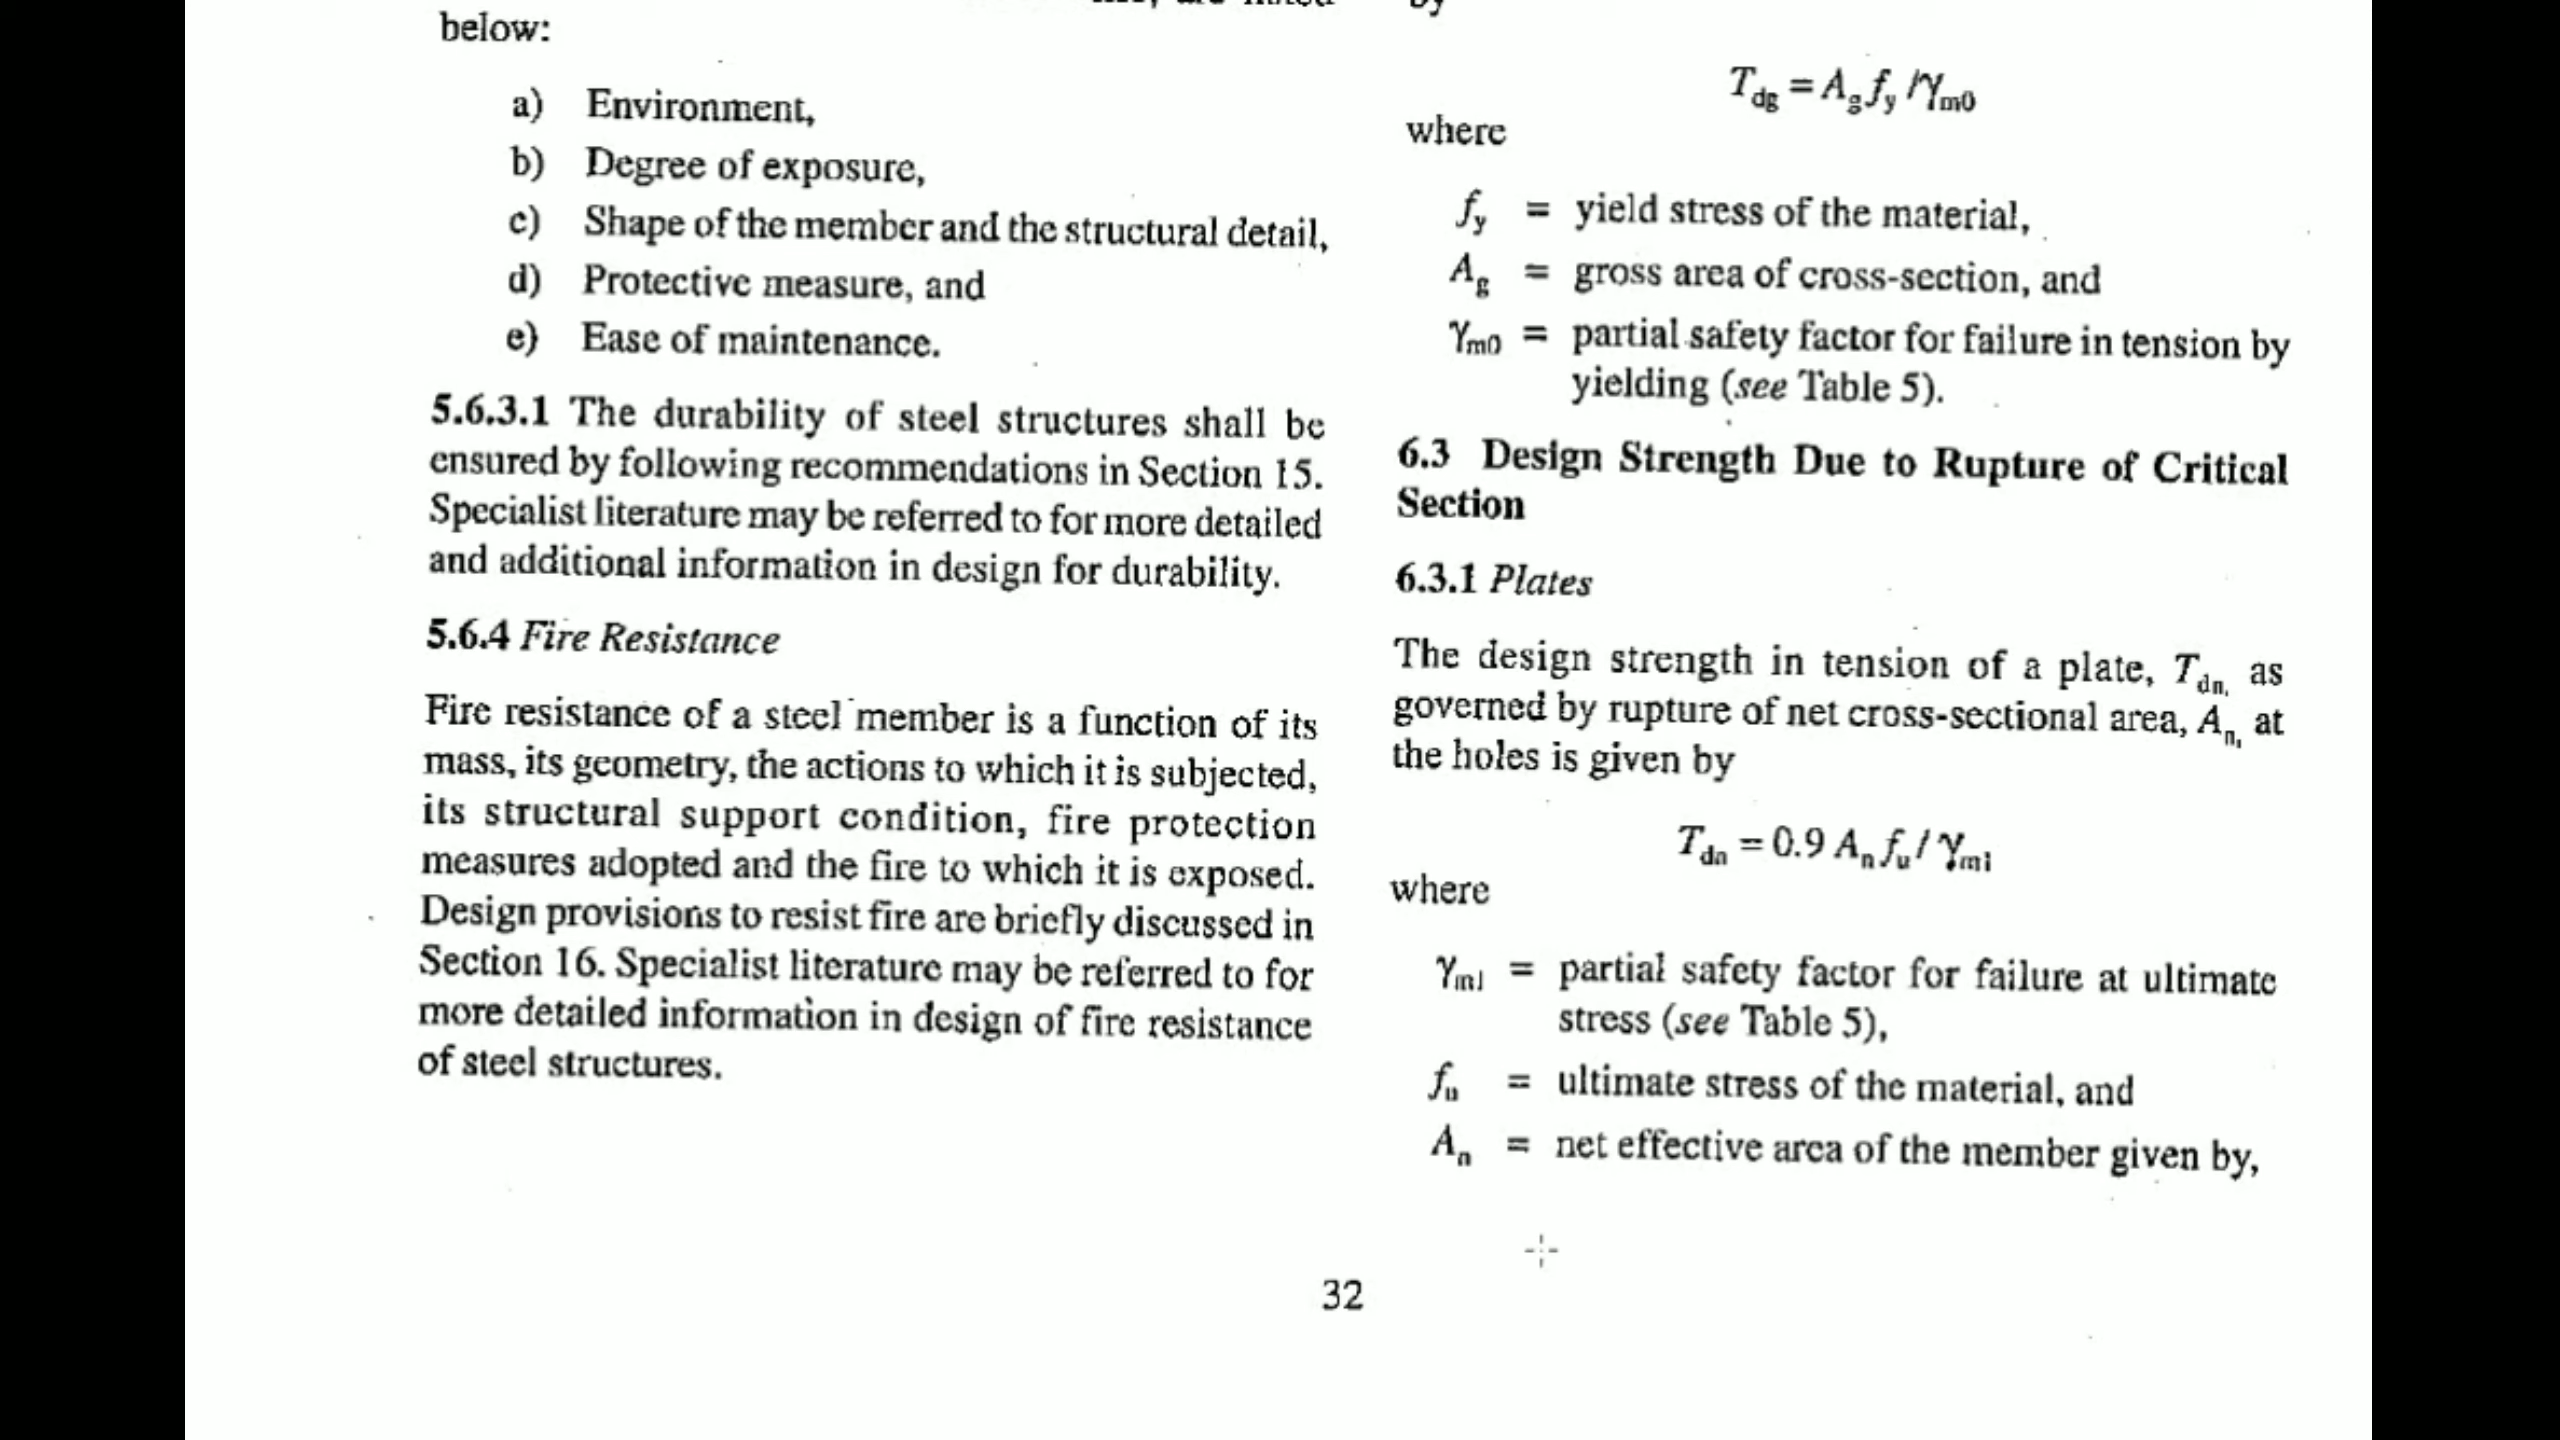 below:
a) Environment,
b) Degree of exposure,
c) Shape of the member and the structural detail,
d) Protective measure, and
e) Ease of maintenance.
5.6.3.1 The durability of steel structures shall be
ensured by following recommendations in Section 15.
Specialist literature may be referred to for more detailed
and additional information in design for durability.
5.6.4 Fire Resistance
Fire resistance of a steel member is a function of its
mass, its geometry, the actions to which it is subjected,
its structural support condition, fire protection
measures adopted and the fire to which it is exposed.
Design provisions to resist fire are briefly discussed in
Section 16. Specialist literature may be referred to for
more detailed information in design of fire resistance
of steel structures.
by
T_dg = A_g f_y /γ_m0
where
f_y = yield stress of the material,
A_g = gross area of cross-section, and
γ_m0 = partial safety factor for failure in tension by
yielding (see Table 5).
6.3 Design Strength Due to Rupture of Critical
Section
6.3.1 Plates
The design strength in tension of a plate, T_dn, as
governed by rupture of net cross-sectional area, A_n, at
the holes is given by
T_dn = 0.9 A_n f_u / γ_m1
where
γ_m1 = partial safety factor for failure at ultimate
stress (see Table 5),
f_u = ultimate stress of the material, and
A_n = net effective area of the member given by,
32